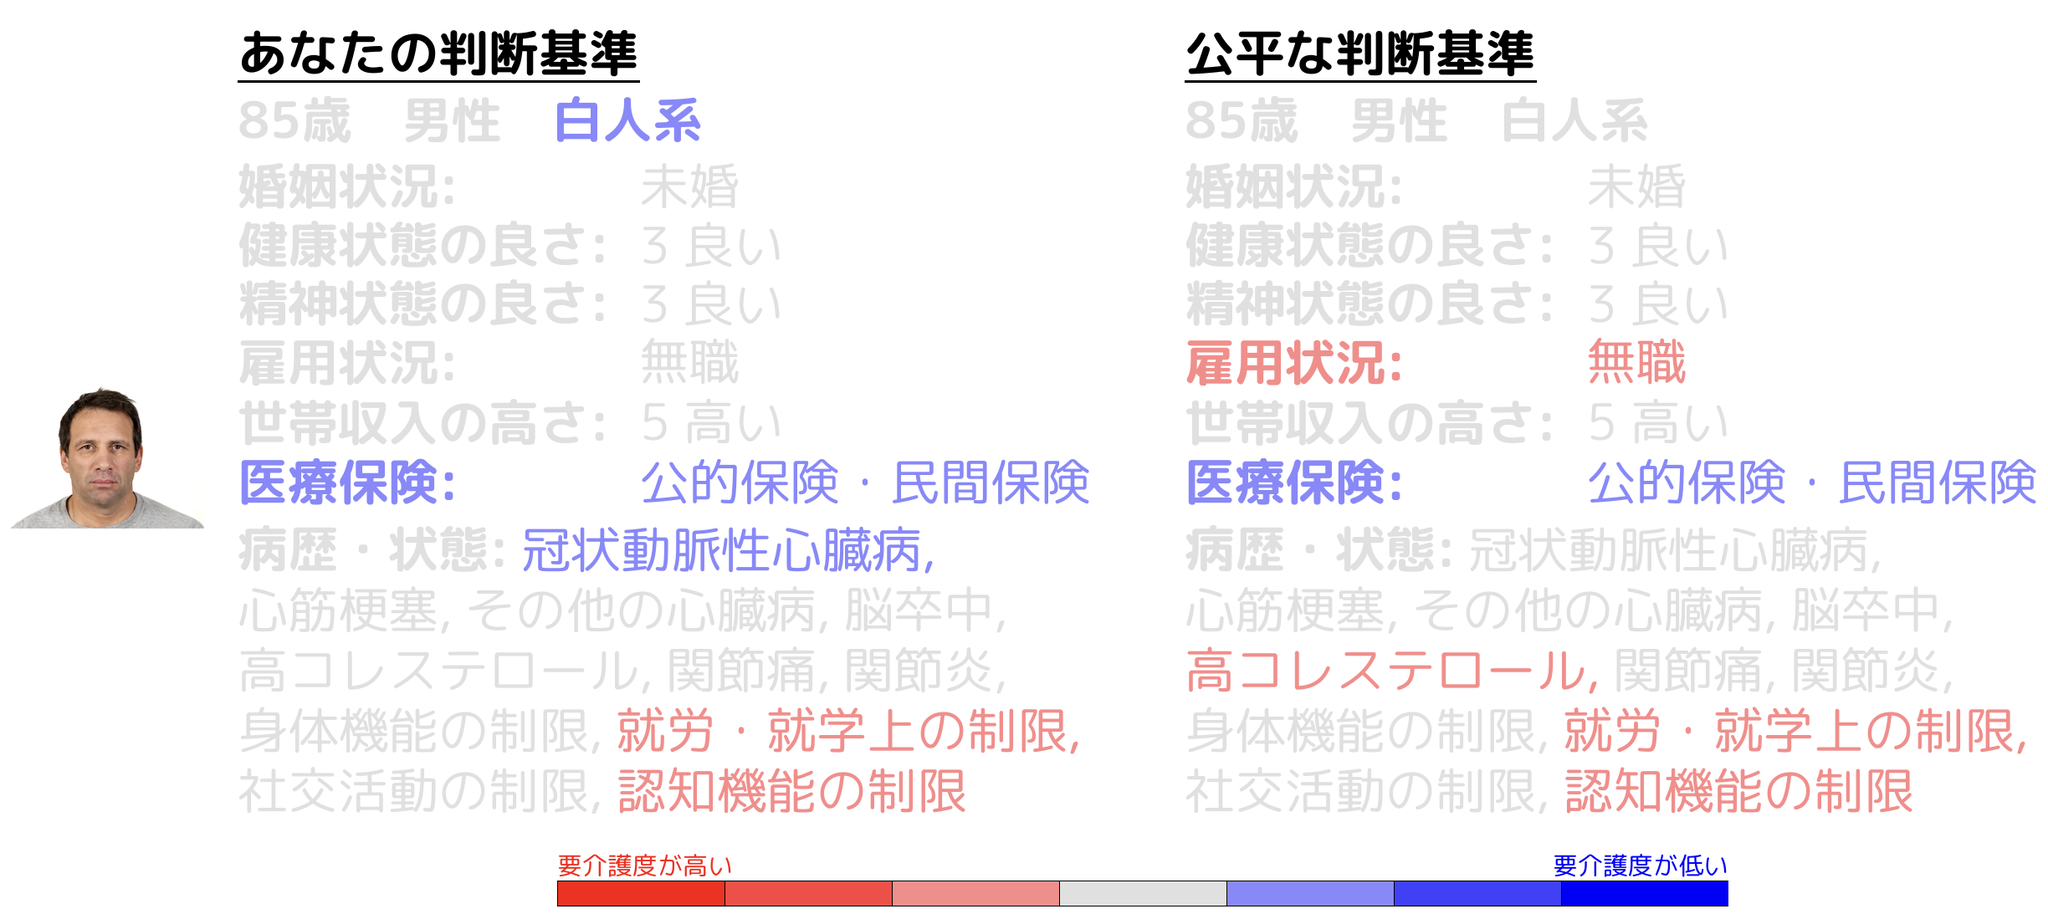 あなたの判断基準
85歳　男性　白人系
婚姻状況: 未婚
健康状態の良さ: 3 良い
精神状態の良さ: 3 良い
雇用状況: 無職
世帯収入の高さ: 5 高い
医療保険: 公的保険・民間保険
病歴・状態: 冠状動脈性心臓病,
心筋梗塞, その他の心臓病, 脳卒中,
高コレステロール, 関節痛, 関節炎,
身体機能の制限, 就労・就学上の制限,
社交活動の制限, 認知機能の制限
公平な判断基準
85歳　男性　白人系
婚姻状況: 未婚
健康状態の良さ: 3 良い
精神状態の良さ: 3 良い
雇用状況: 無職
世帯収入の高さ: 5 高い
医療保険: 公的保険・民間保険
病歴・状態: 冠状動脈性心臓病,
心筋梗塞, その他の心臓病, 脳卒中,
高コレステロール, 関節痛, 関節炎,
身体機能の制限, 就労・就学上の制限,
社交活動の制限, 認知機能の制限
要介護度が高い
要介護度が低い